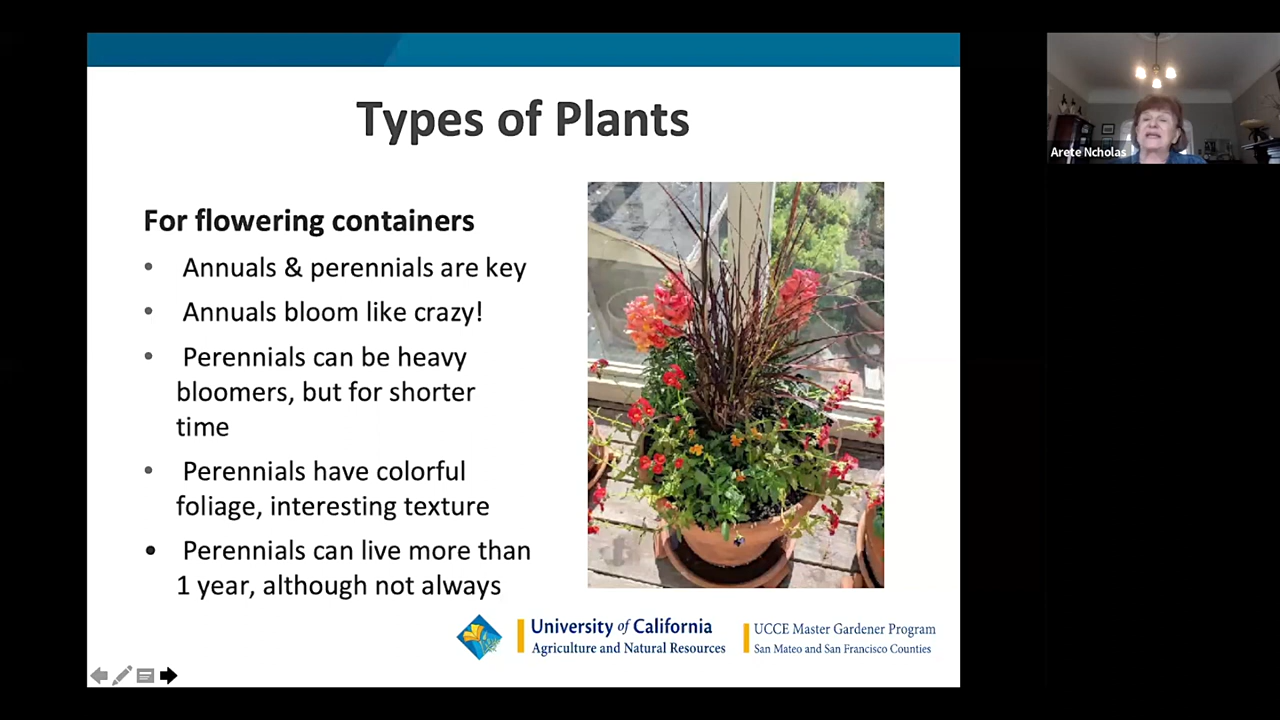 Types of Plants
For flowering containers
• Annuals & perennials are key
• Annuals bloom like crazy!
• Perennials can be heavy
bloomers, but for shorter
time
• Perennials have colorful
foliage, interesting texture
• Perennials can live more than
1 year, although not always
University of California
Agriculture and Natural Resources
UCCE Master Gardener Program
San Mateo and San Francisco Counties
Arete Ncholas